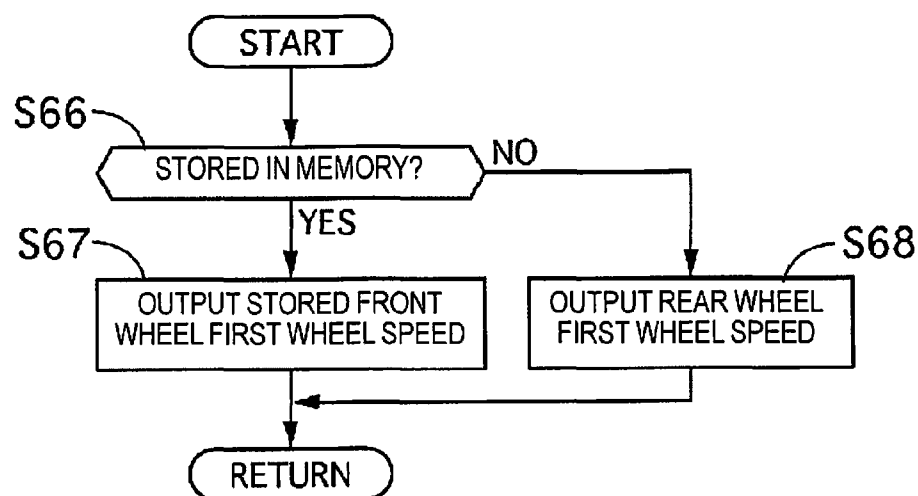 START
S66
STORED IN MEMORY?
NO
YES
S67
OUTPUT STORED FRONT
WHEEL FIRST WHEEL SPEED
S68
OUTPUT REAR WHEEL
FIRST WHEEL SPEED
RETURN